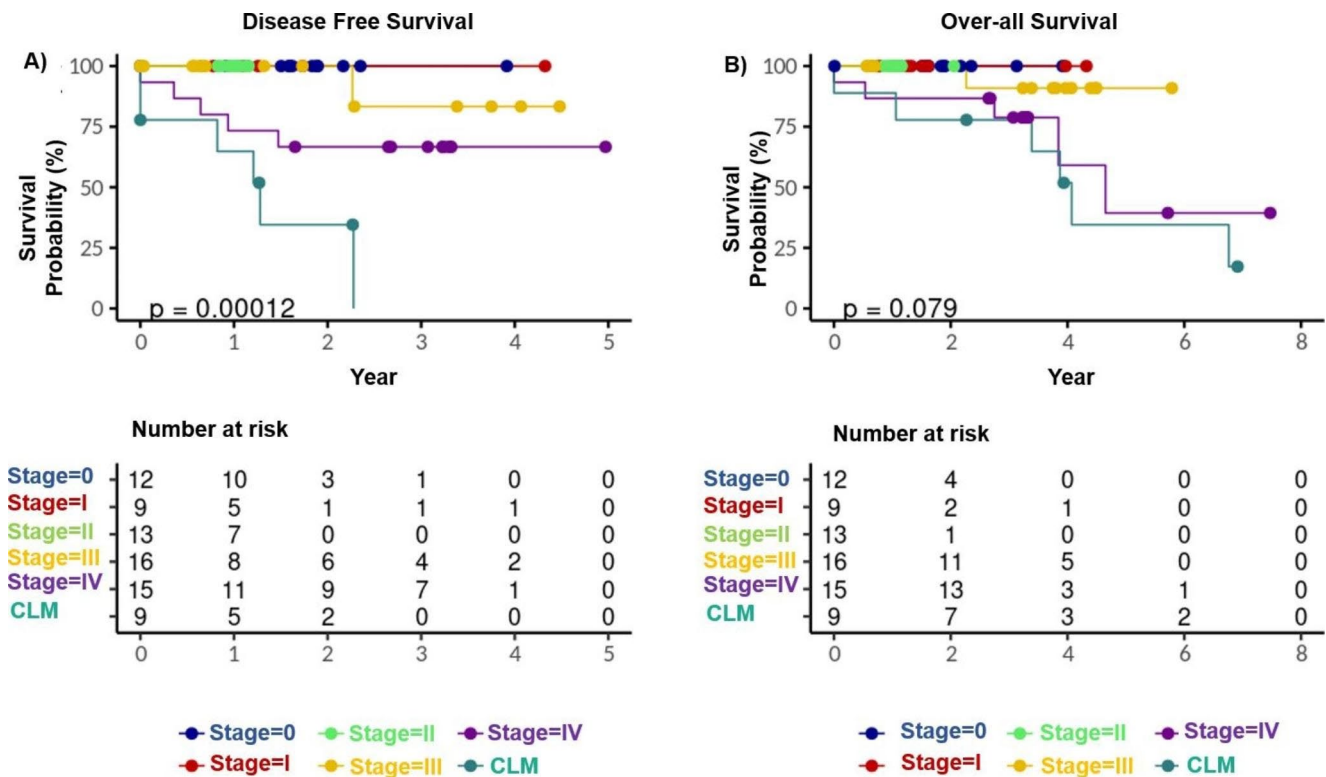 Disease Free Survival
A)
Survival
Probability (%)
100
75
50
25
0
p = 0.00012
0 1 2 3 4 5
Year
Number at risk
Stage=0 12 10 3 1 0 0
Stage=I 9 5 1 1 1 0
Stage=II 13 7 0 0 0 0
Stage=III 16 8 6 4 2 0
Stage=IV 15 11 9 7 1 0
CLM 9 5 2 0 0 0
0 1 2 3 4 5
Stage=0 Stage=II Stage=IV
Stage=I Stage=III CLM
Over-all Survival
B)
Survival
Probability (%)
100
75
50
25
0
p = 0.079
0 2 4 6 8
Year
Number at risk
Stage=0 12 4 0 0 0
Stage=I 9 2 1 0 0
Stage=II 13 1 0 0 0
Stage=III 16 11 5 0 0
Stage=IV 15 13 3 1 0
CLM 9 7 3 2 0
0 2 4 6 8
Stage=0 Stage=II Stage=IV
Stage=I Stage=III CLM